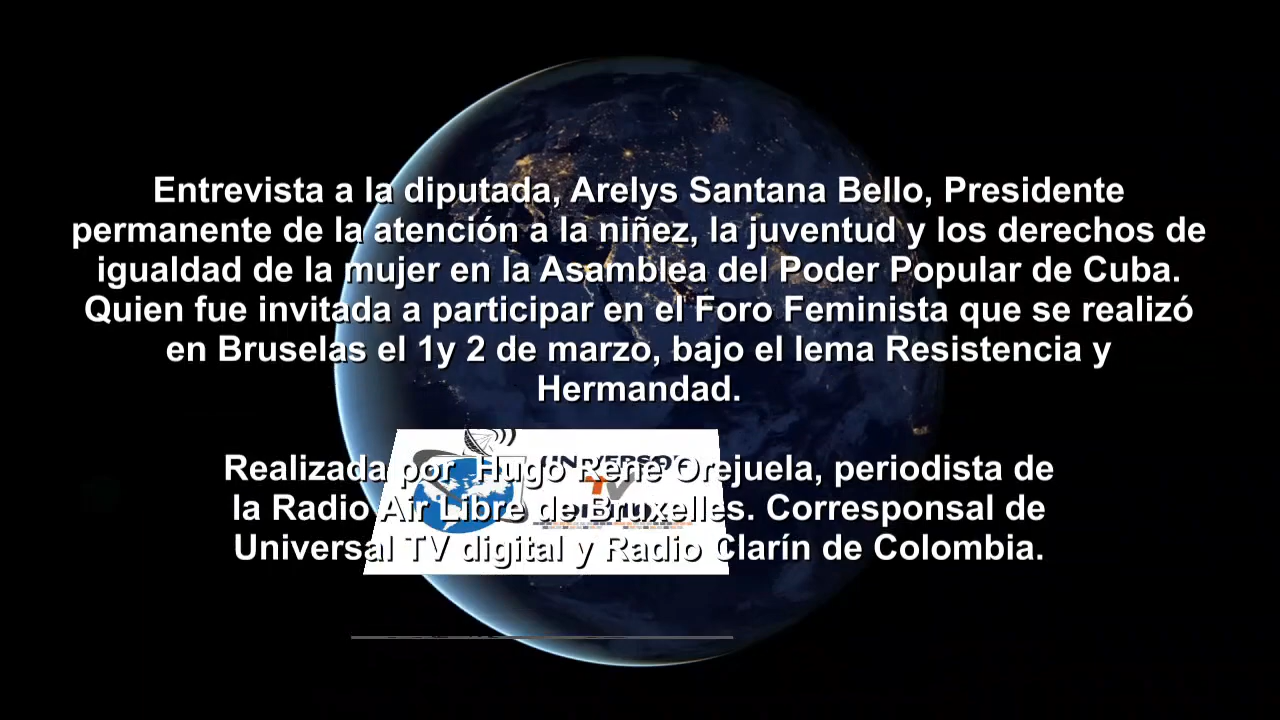 Entrevista a la diputada, Arelys Santana Bello, Presidente
permanente de la atención a la niñez, la juventud y los derechos de
igualdad de la mujer en la Asamblea del Poder Popular de Cuba.
Quien fue invitada a participar en el Foro Feminista que se realizó
en Bruselas el 1y 2 de marzo, bajo el lema Resistencia y
Hermandad.
Realizada por Hugo Rene Orejuela, periodista de
la Radio Air Libre de Bruxelles. Corresponsal de
Universal TV digital y Radio Clarín de Colombia.
TV